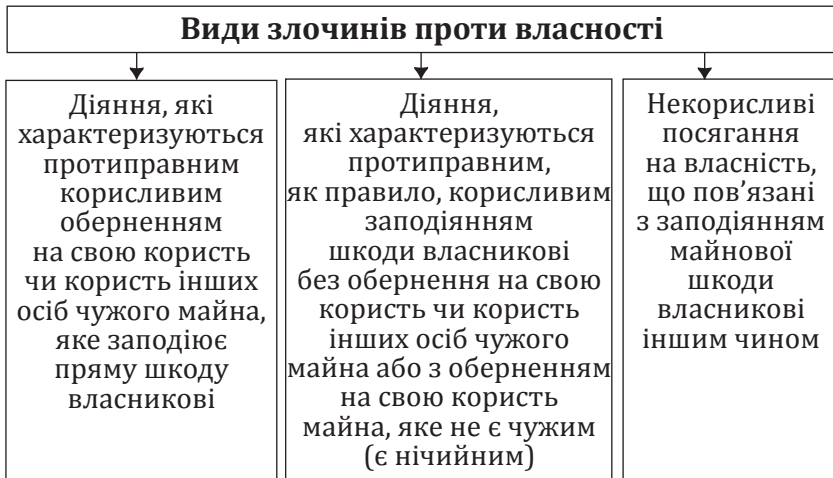 Види злочинів проти власності
Діяння, які
характеризуються
протиправним
корисливим
оберненням
на свою користь
чи користь інших
осіб чужого майна,
яке заподіює
пряму шкоду
власникові
Діяння,
які характеризуються
протиправним,
як правило, корисливим
заподіянням
шкоди власникові
без обернення на свою
користь чи користь
інших осіб чужого
майна або з оберненням
на свою користь
майна, яке не є чужим
(є нічийним)
Некорисливі
посягання
на власність,
що пов’язані
з заподіянням
майнової
шкоди
власникові
іншим чином